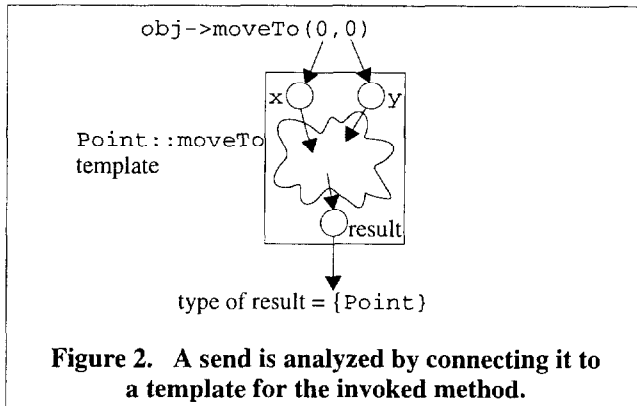 obj->moveTo(0,0)
x
y
Point::moveTo
template
result
type of result = {Point}
Figure 2. A send is analyzed by connecting it to
a template for the invoked method.